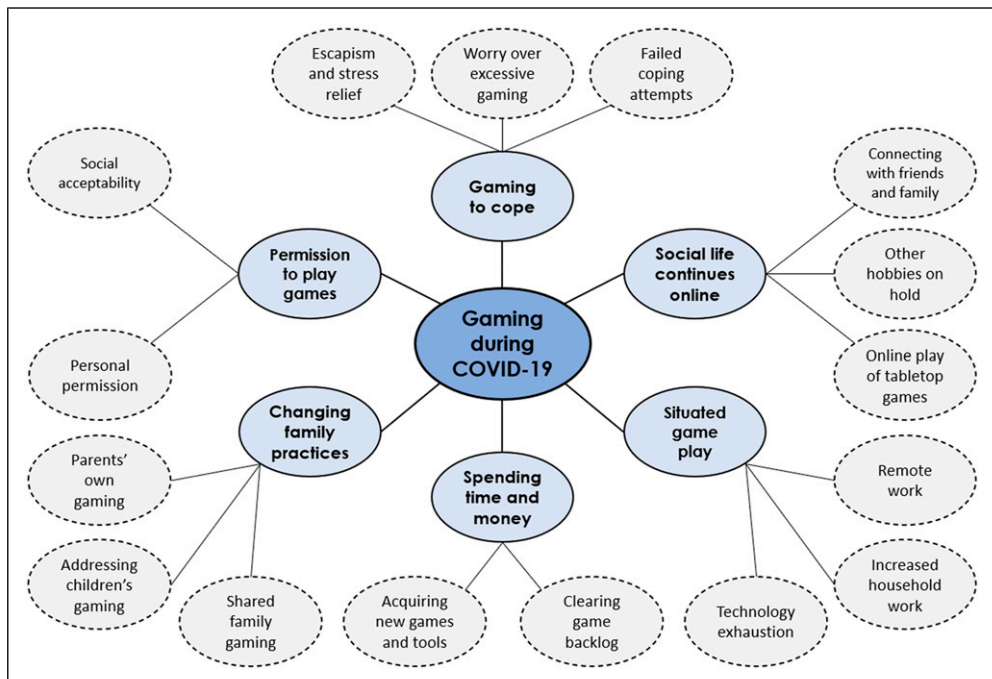 Escapism
and stress
relief
Worry over
excessive
gaming
Failed
coping
attempts
Social
acceptability
Gaming
to cope
Connecting
with friends
and family
Permission
to play
games
Social life
continues
online
Other
hobbies on
hold
Gaming
during
COVID-19
Personal
permission
Online play
of tabletop
games
Changing
family
practices
Situated
game
play
Parents’
own
gaming
Spending
time and
money
Remote
work
Addressing
children’s
gaming
Shared
family
gaming
Acquiring
new games
and tools
Clearing
game
backlog
Technology
exhaustion
Increased
household
work